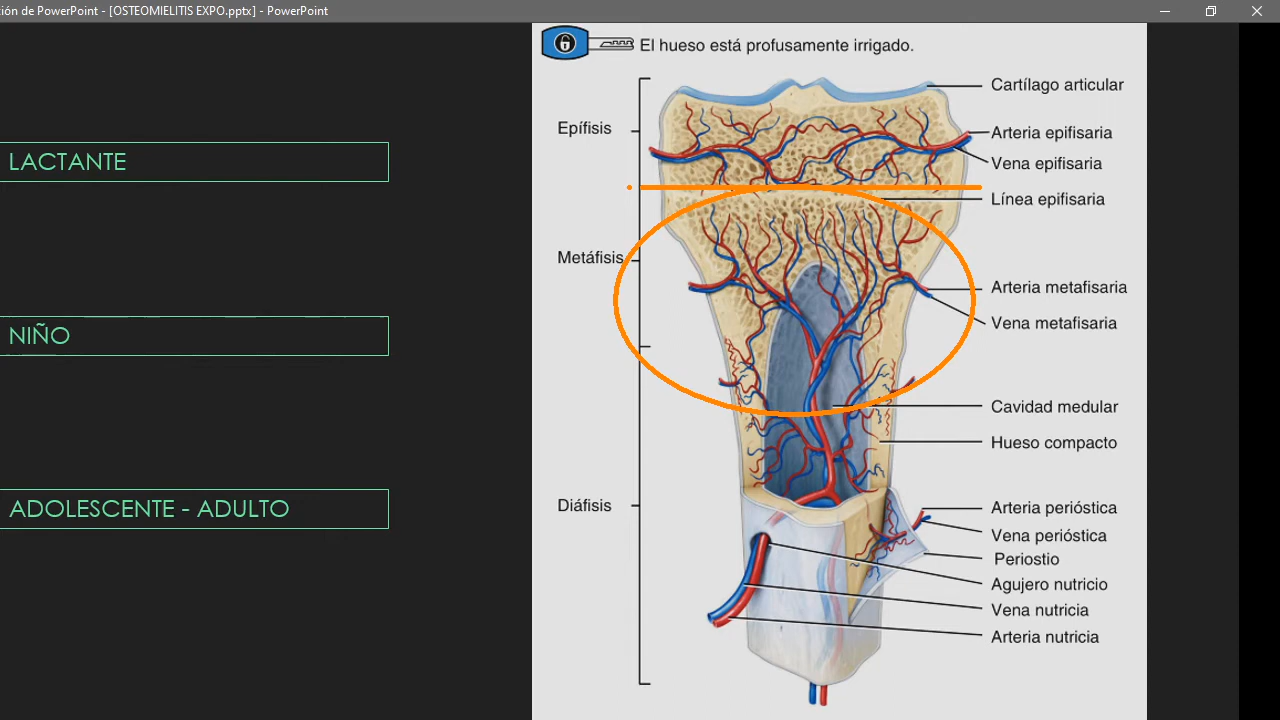 ción de PowerPoint - [OSTEOMIELITIS EXPO.pptx] - PowerPoint
LACTANTE
NIÑO
ADOLESCENTE - ADULTO
El hueso está profusamente irrigado.
Epífisis
Metáfisis
Diáfisis
Cartílago articular
Arteria epifisaria
Vena epifisaria
Línea epifisaria
Arteria metafisaria
Vena metafisaria
Cavidad medular
Hueso compacto
Arteria perióstica
Vena perióstica
Periostio
Agujero nutricio
Vena nutricia
Arteria nutricia